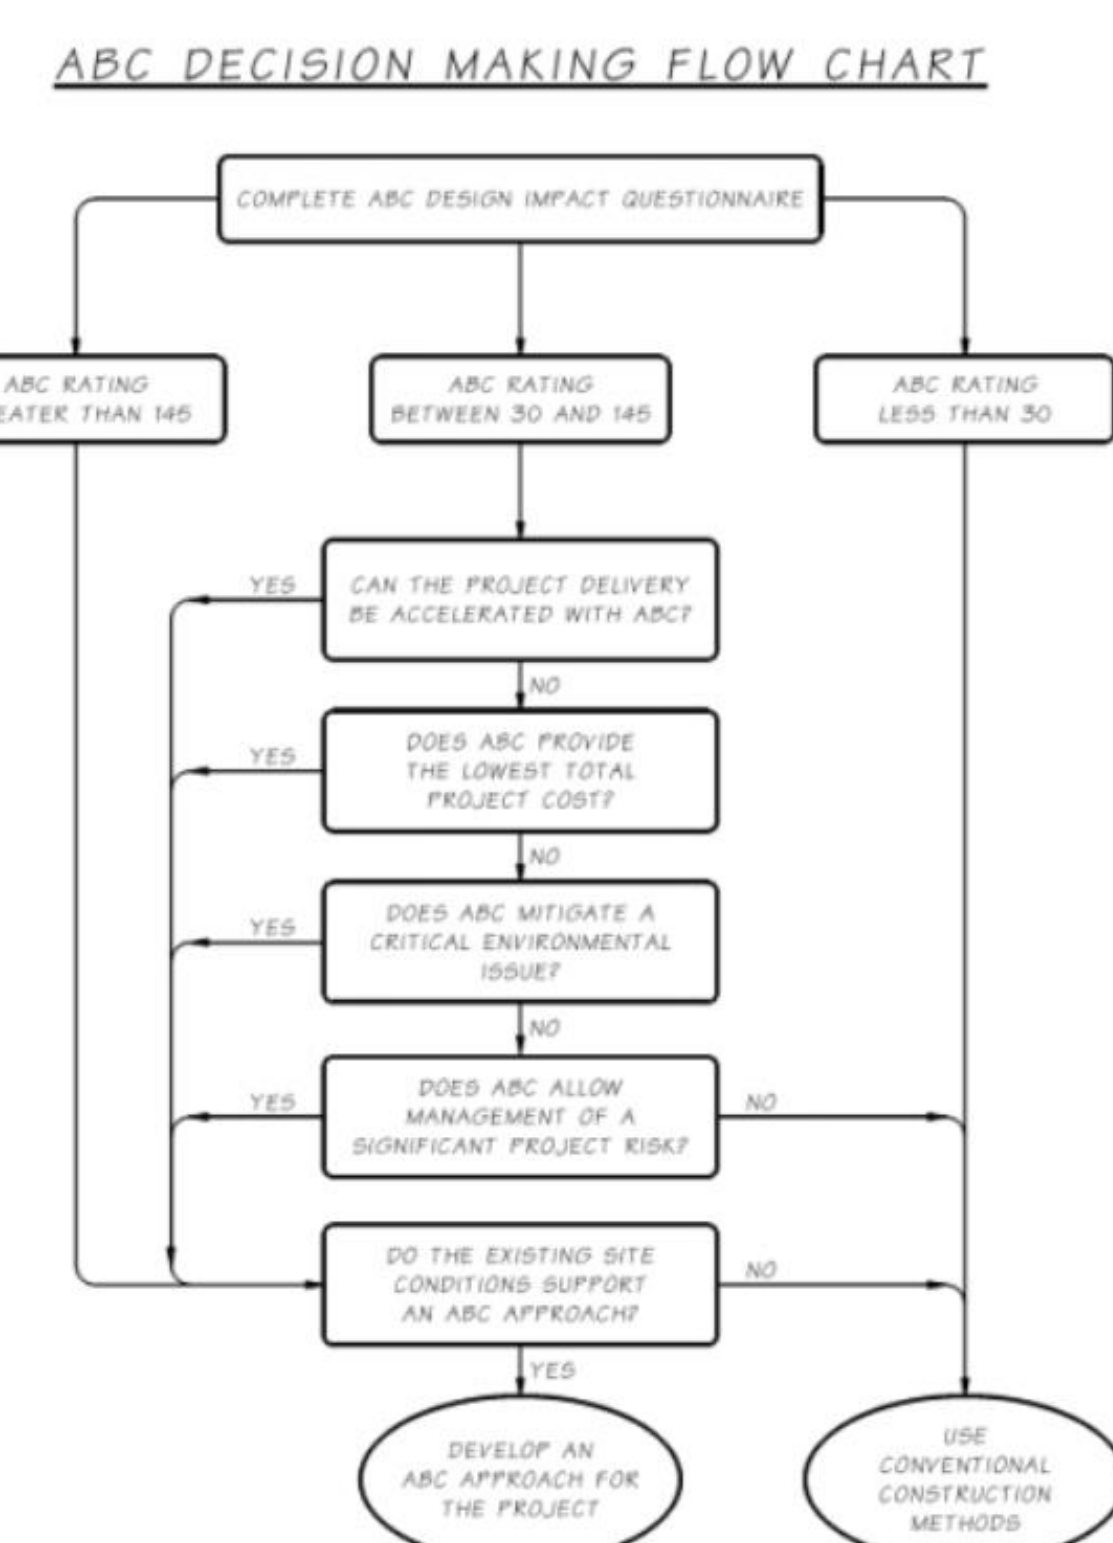 ABC DECISION MAKING FLOW CHART
COMPLETE ABC DESIGN IMPACT QUESTIONNAIRE
ABC RATING
EATER THAN 145
ABC RATING
BETWEEN 30 AND 145
ABC RATING
LESS THAN 30
YES
CAN THE PROJECT DELIVERY
BE ACCELERATED WITH ABC?
NO
YES
DOES ABC PROVIDE
THE LOWEST TOTAL
PROJECT COST?
NO
YES
DOES ABC MITIGATE A
CRITICAL ENVIRONMENTAL
ISSUE?
NO
YES
DOES ABC ALLOW
MANAGEMENT OF A
SIGNIFICANT PROJECT RISK?
NO
DO THE EXISTING SITE
CONDITIONS SUPPORT
AN ABC APPROACH?
NO
YES
DEVELOP AN
ABC APPROACH FOR
THE PROJECT
USE
CONVENTIONAL
CONSTRUCTION
METHODS